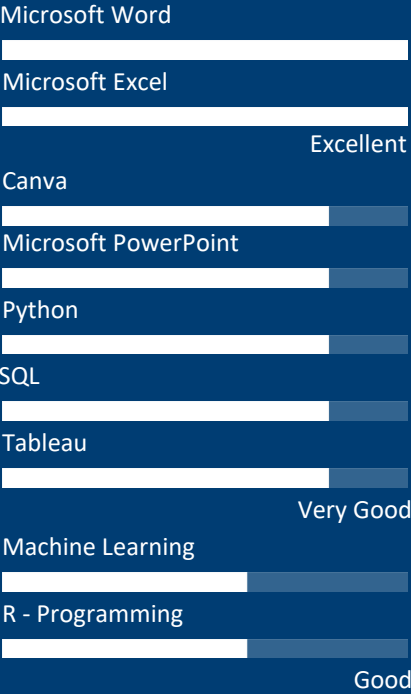 Microsoft Word
Microsoft Excel
Excellent
Canva
Microsoft PowerPoint
Python
SQL
Tableau
Very Good
Machine Learning
R - Programming
Good